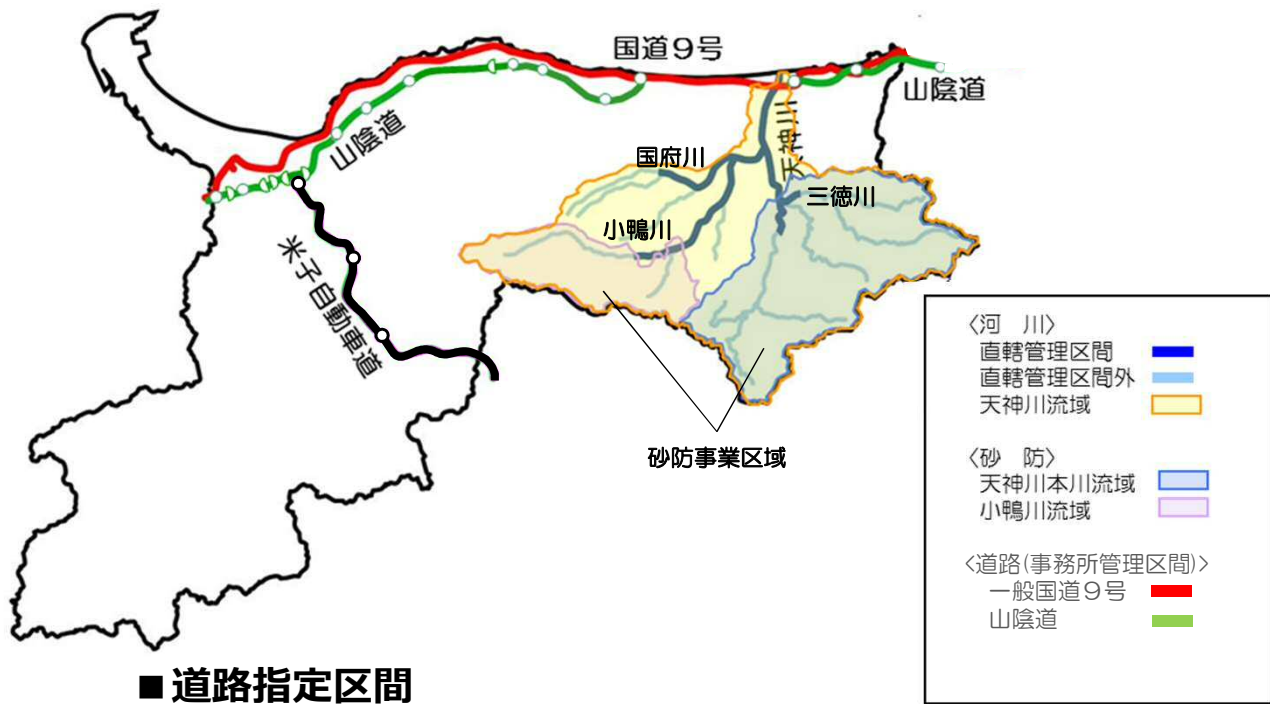 国道9号
山陰道
山陰道
天神川
国府川
三徳川
小鴨川
米子自動車道
砂防事業区域
〈河 川〉
直轄管理区間
直轄管理区間外
天神川流域
〈砂 防〉
天神川本川流域
小鴨川流域
〈道路(事務所管理区間)〉
一般国道9号
山陰道
■道路指定区間